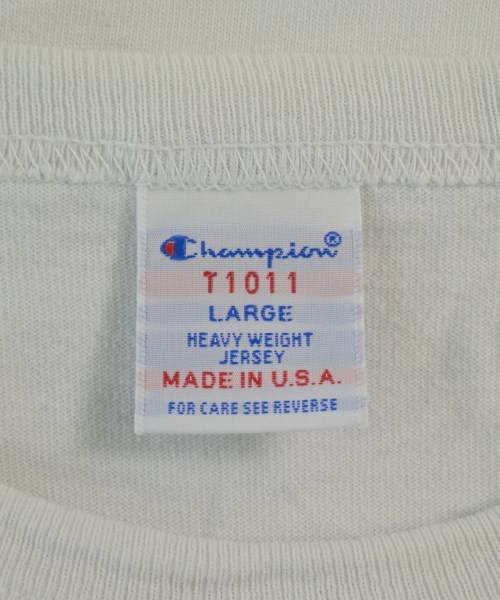 Champion®
T1011
LARGE
HEAVY WEIGHT
JERSEY
MADE IN U.S.A.
FOR CARE SEE REVERSE